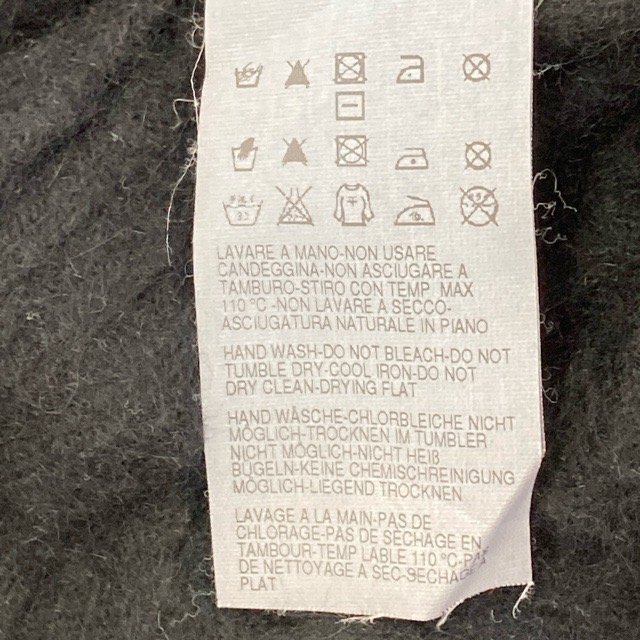 LAVARE A MANO-NON USARE
CANDEGGINA-NON ASCIUGARE A
TAMBURO-STIRO CON TEMP. MAX
110 °C-NON LAVARE A SECCO-
ASCIUGATURA NATURALE IN PIANO
HAND WASH-DO NOT BLEACH-DO NOT
TUMBLE DRY-COOL IRON-DO NOT
DRY CLEAN-DRYING FLAT
HAND WÄSCHE-CHLORBLEICHE NICHT
MÖGLICH-TROCKNEN IM TUMBLER
NICHT MÖGLICH-NICHT HEIß
BÜGELN-KEINE CHEMISCHREINIGUNG
MÖGLICH-LIEGEND TROCKNEN
LAVAGE A LA MAIN-PAS DE
CHLORAGE-PAS DE SÉCHAGE EN
TAMBOUR-TEMP LABLE 110 °C-PAS
DE NETTOYAGE A SEC-SECHAGE
PLAT